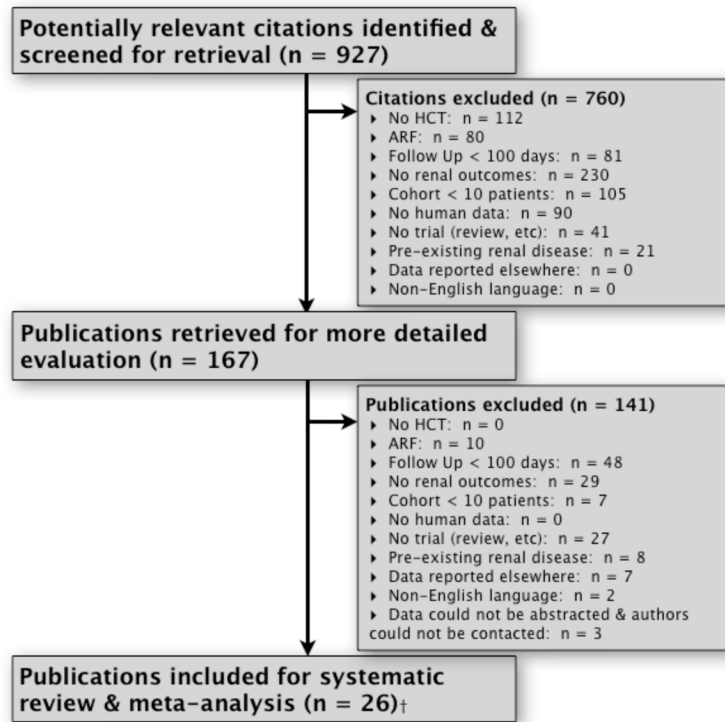 Potentially relevant citations identified &
screened for retrieval (n = 927)
Citations excluded (n = 760)
‣ No HCT: n = 112
‣ ARF: n = 80
‣ Follow Up < 100 days: n = 81
‣ No renal outcomes: n = 230
‣ Cohort < 10 patients: n = 105
‣ No human data: n = 90
‣ No trial (review, etc): n = 41
‣ Pre-existing renal disease: n = 21
‣ Data reported elsewhere: n = 0
‣ Non-English language: n = 0
Publications retrieved for more detailed
evaluation (n = 167)
Publications excluded (n = 141)
‣ No HCT: n = 0
‣ ARF: n = 10
‣ Follow Up < 100 days: n = 48
‣ No renal outcomes: n = 29
‣ Cohort < 10 patients: n = 7
‣ No human data: n = 0
‣ No trial (review, etc): n = 27
‣ Pre-existing renal disease: n = 8
‣ Data reported elsewhere: n = 7
‣ Non-English language: n = 2
‣ Data could not be abstracted & authors
could not be contacted: n = 3
Publications included for systematic
review & meta-analysis (n = 26)†